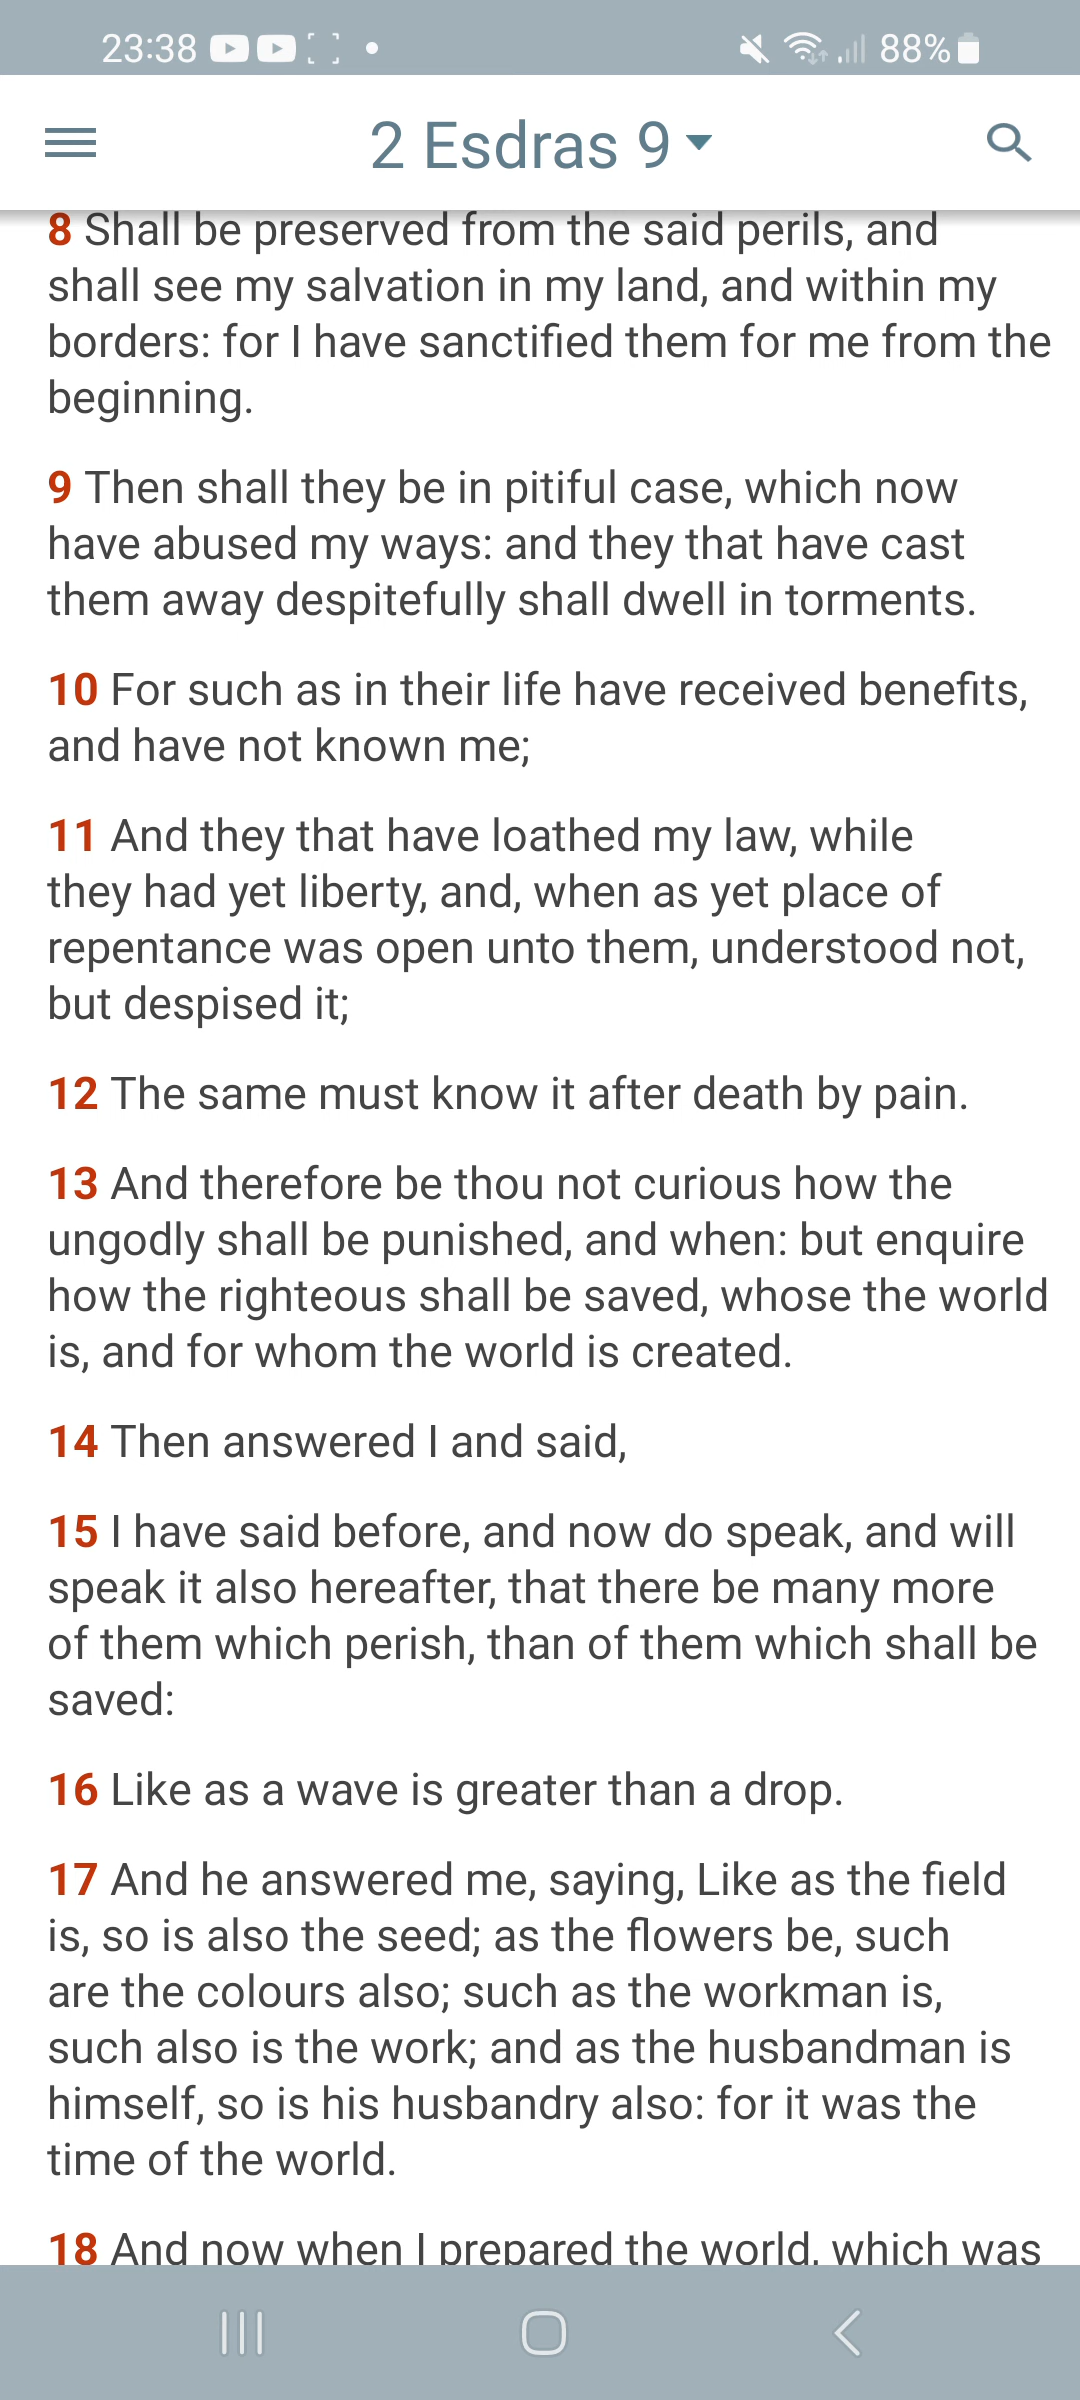 23:38
88%
2 Esdras 9
8 Shall be preserved from the said perils, and
shall see my salvation in my land, and within my
borders: for I have sanctified them for me from the
beginning.
9 Then shall they be in pitiful case, which now
have abused my ways: and they that have cast
them away despitefully shall dwell in torments.
10 For such as in their life have received benefits,
and have not known me;
11 And they that have loathed my law, while
they had yet liberty, and, when as yet place of
repentance was open unto them, understood not,
but despised it;
12 The same must know it after death by pain.
13 And therefore be thou not curious how the
ungodly shall be punished, and when: but enquire
how the righteous shall be saved, whose the world
is, and for whom the world is created.
14 Then answered I and said,
15 I have said before, and now do speak, and will
speak it also hereafter, that there be many more
of them which perish, than of them which shall be
saved:
16 Like as a wave is greater than a drop.
17 And he answered me, saying, Like as the field
is, so is also the seed; as the flowers be, such
are the colours also; such as the workman is,
such also is the work; and as the husbandman is
himself, so is his husbandry also: for it was the
time of the world.
18 And now when I prepared the world, which was